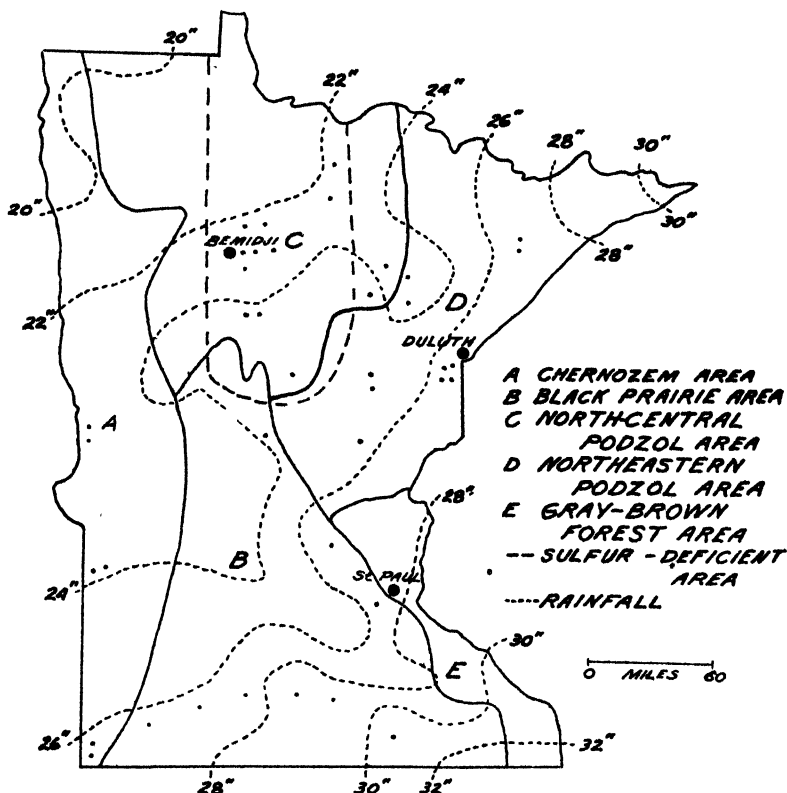 20"
22"
24"
26"
28"
30"
20"
30"
28"
BEMIDJI C
22"
D
DULUTH
A
A CHERNOZEM AREA
B BLACK PRAIRIE AREA
C NORTH-CENTRAL
PODZOL AREA
D NORTHEASTERN
PODZOL AREA
E GRAY-BROWN
FOREST AREA
-- SULFUR-DEFICIENT
AREA
.....RAINFALL
28"
B
St PAUL
24"
30"
E
0 MILES 60
26"
32"
28"
30"
32"